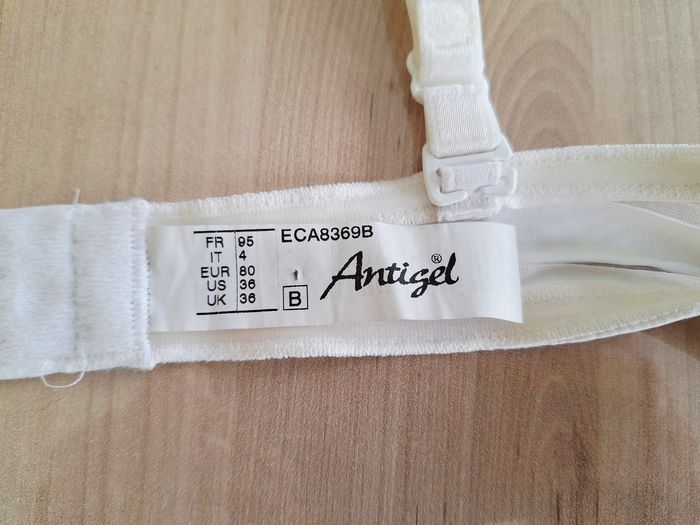 FR 95
IT 4
EUR 80
US 36
UK 36
ECA8369B
B
Antigel®